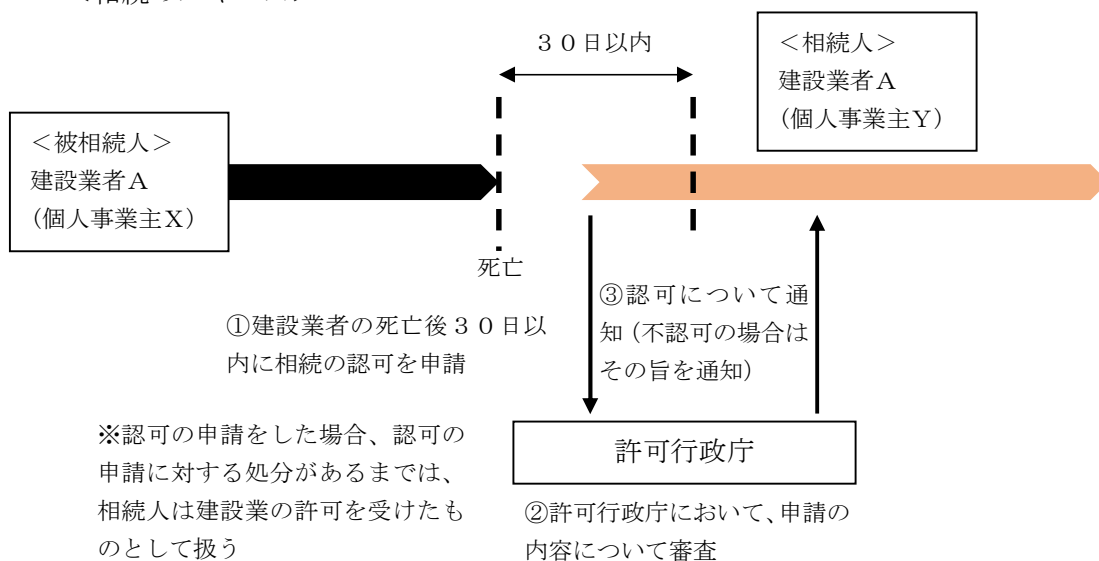 ３０日以内
＜相続人＞
建設業者Ａ
（個人事業主Ｙ）
＜被相続人＞
建設業者Ａ
（個人事業主Ｘ）
死亡
①建設業者の死亡後３０日以
内に相続の認可を申請
③認可について通
知（不認可の場合は
その旨を通知）
※認可の申請をした場合、認可の
申請に対する処分があるまでは、
相続人は建設業の許可を受けたも
のとして扱う
許可行政庁
②許可行政庁において、申請の
内容について審査